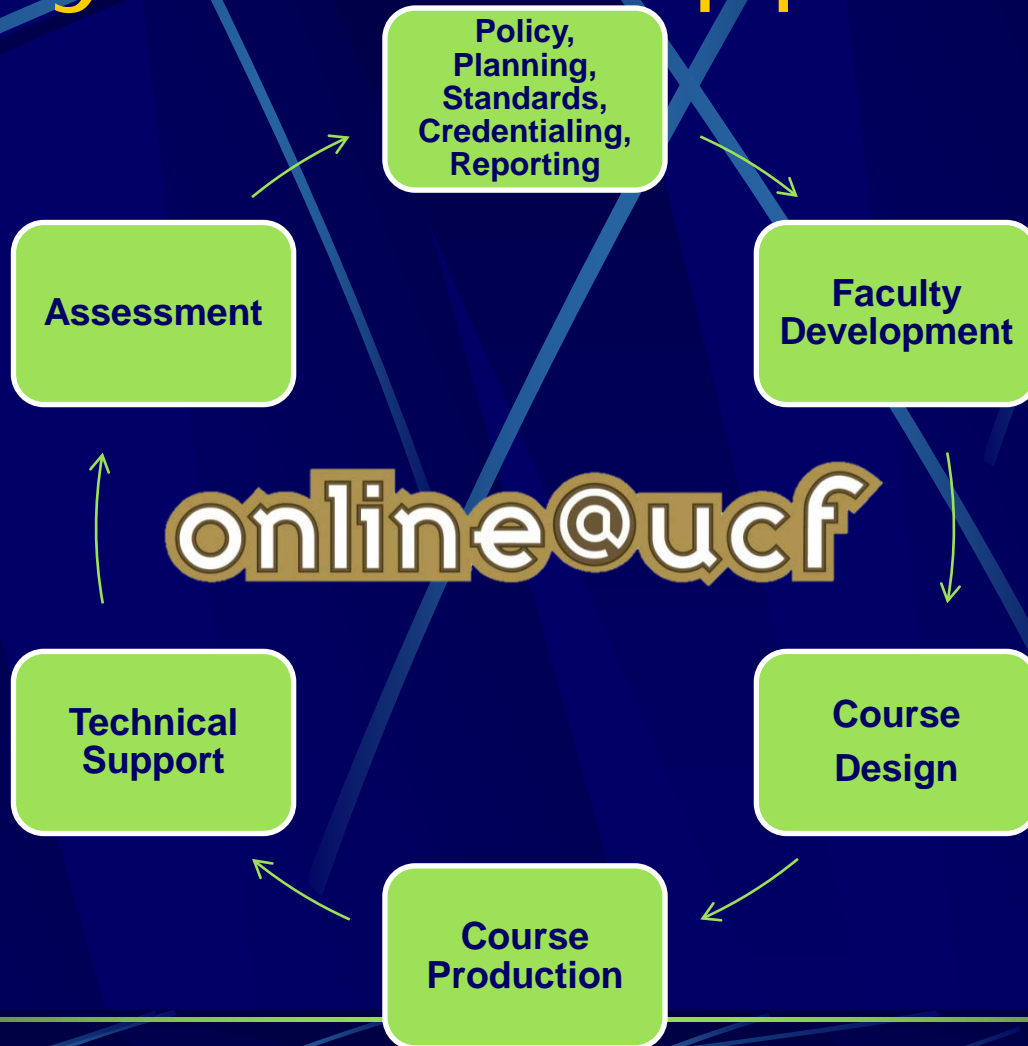 Policy,
Planning,
Standards,
Credentialing,
Reporting
Assessment
Faculty
Development
online@ucf
Technical
Support
Course
Design
Course
Production